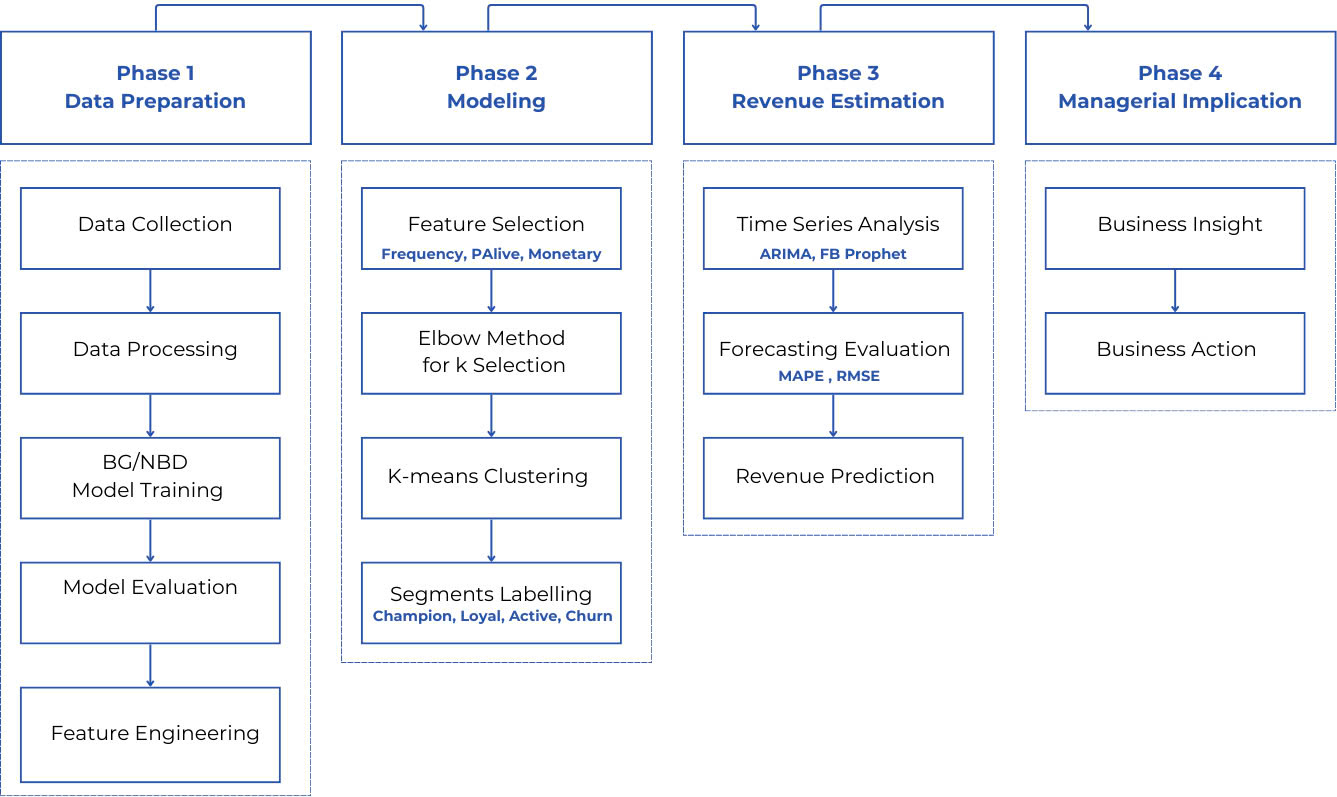 Phase 1
Data Preparation
Phase 2
Modeling
Phase 3
Revenue Estimation
Phase 4
Managerial Implication
Data Collection
Data Processing
BG/NBD
Model Training
Model Evaluation
Feature Engineering
Feature Selection
Frequency, PAlive, Monetary
Elbow Method
for k Selection
K-means Clustering
Segments Labelling
Champion, Loyal, Active, Churn
Time Series Analysis
ARIMA, FB Prophet
Forecasting Evaluation
MAPE , RMSE
Revenue Prediction
Business Insight
Business Action